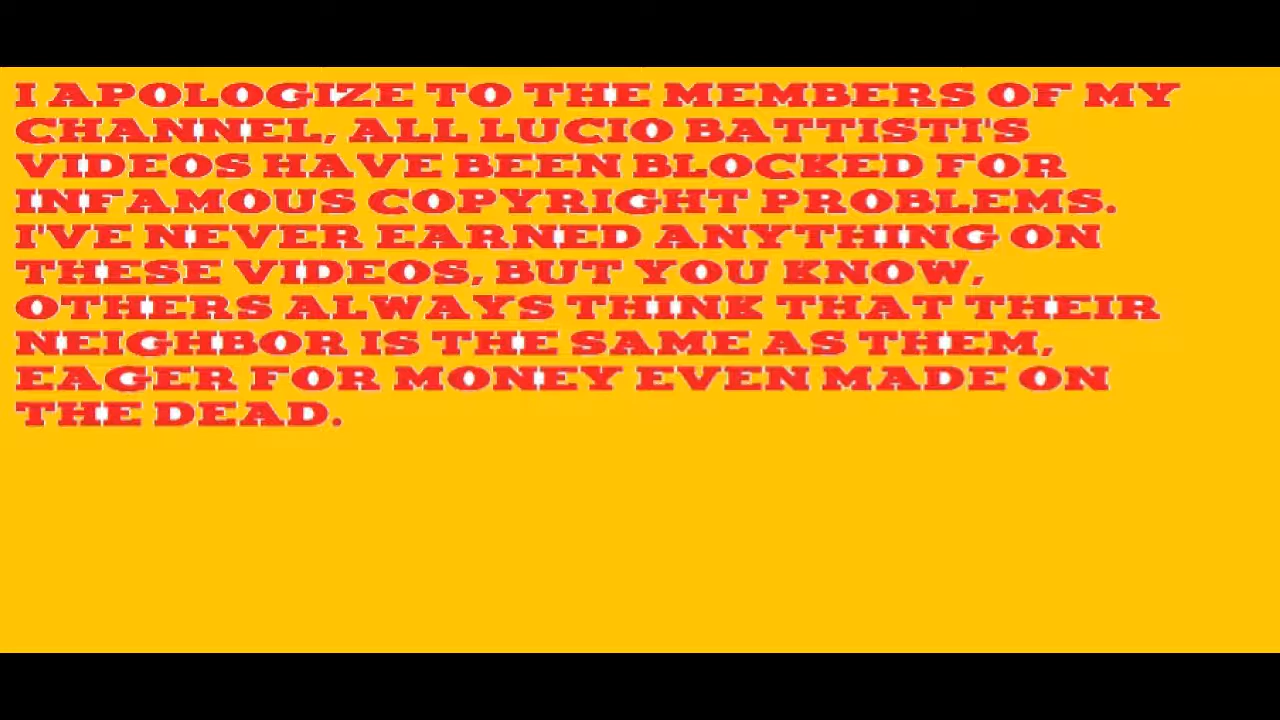 I APOLOGIZE TO THE MEMBERS OF MY
CHANNEL, ALL LUCIO BATTISTI'S
VIDEOS HAVE BEEN BLOCKED FOR
INFAMOUS COPYRIGHT PROBLEMS.
I'VE NEVER EARNED ANYTHING ON
THESE VIDEOS, BUT YOU KNOW,
OTHERS ALWAYS THINK THAT THEIR
NEIGHBOR IS THE SAME AS THEM,
EAGER FOR MONEY EVEN MADE ON
THE DEAD.